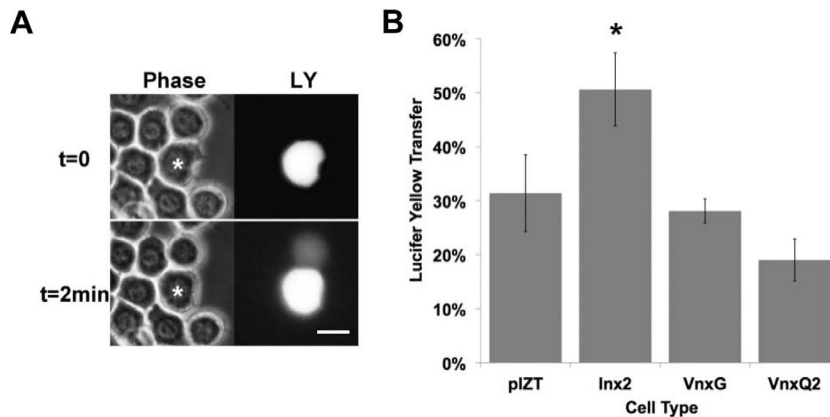 A
Phase LY
t=0
*
t=2min
*
B
Lucifer Yellow Transfer
60%
50%
40%
30%
20%
10%
0%
*
pIZT Inx2 VnxG VnxQ2
Cell Type